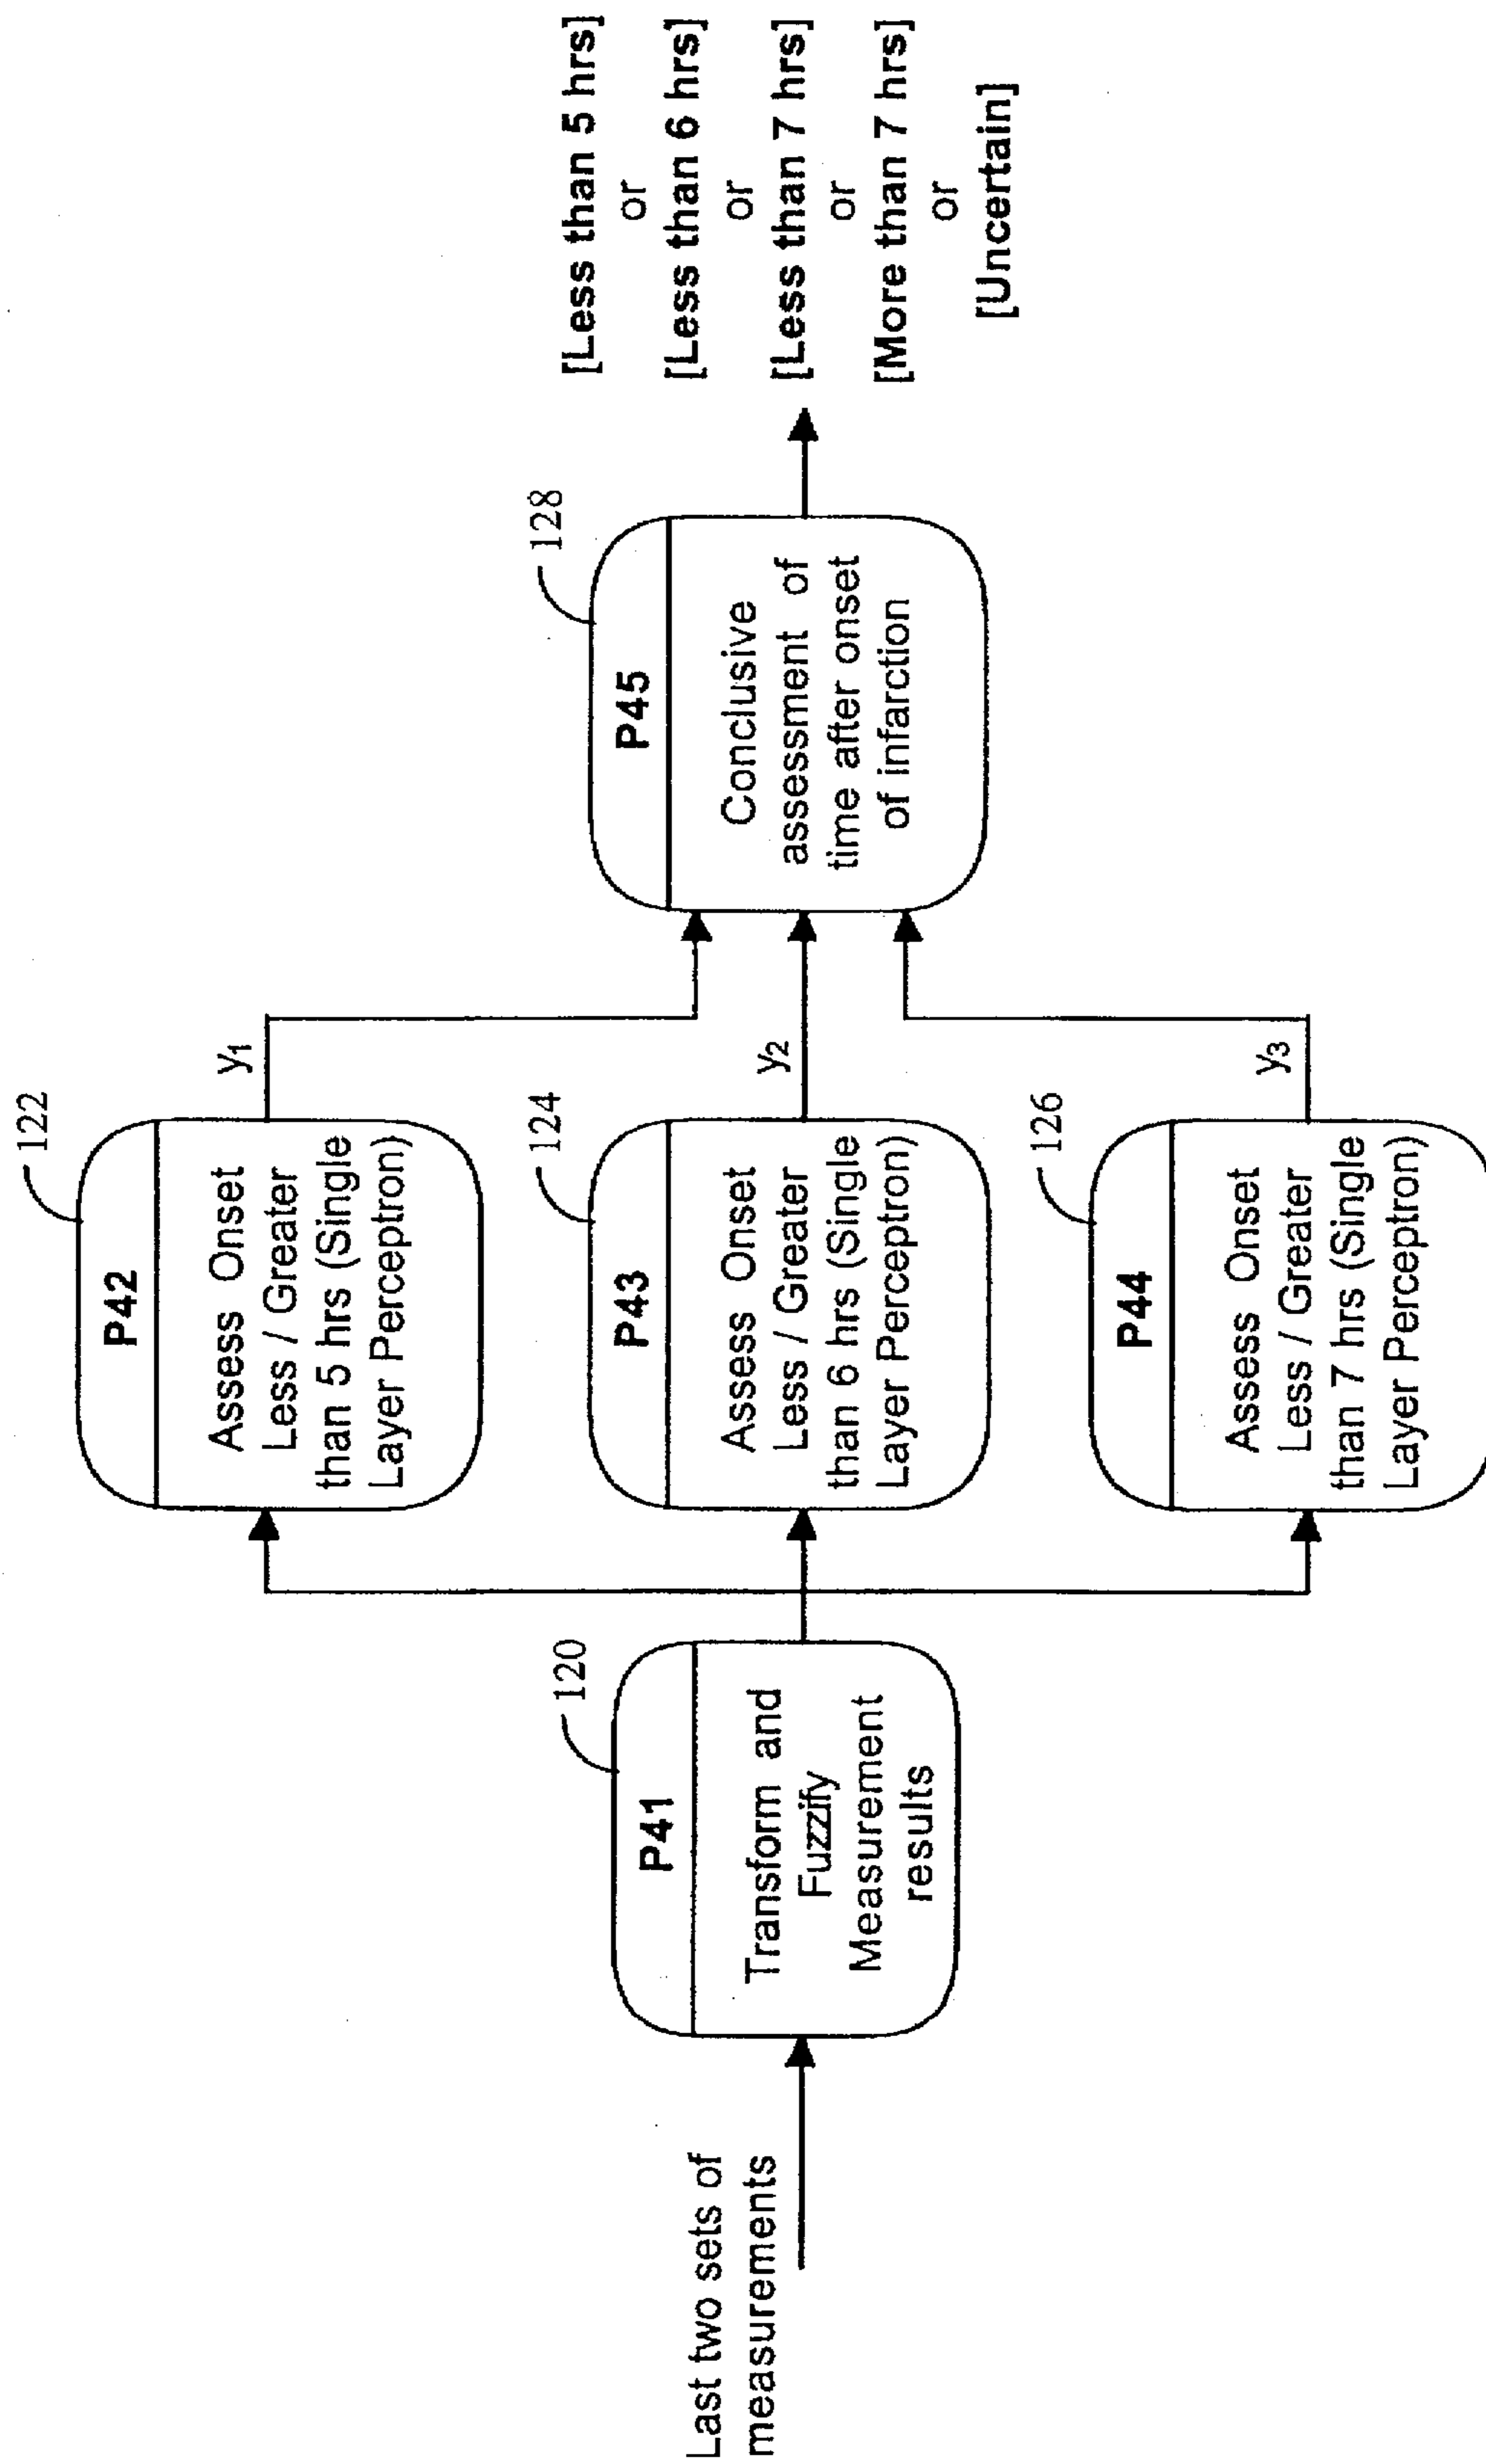 Last two sets of
measurements
120
P41
Transform and
Fuzzify
Measurement
results
122
P42
Assess Onset
Less / Greater
than 5 hrs (Single
Layer Perceptron)
y1
124
P43
Assess Onset
Less / Greater
than 6 hrs (Single
Layer Perceptron)
y2
126
P44
Assess Onset
Less / Greater
than 7 hrs (Single
Layer Perceptron)
y3
128
P45
Conclusive
assessment of
time after onset
of infarction
[Less than 5 hrs]
or
[Less than 6 hrs]
or
[Less than 7 hrs]
or
[More than 7 hrs]
or
[Uncertain]